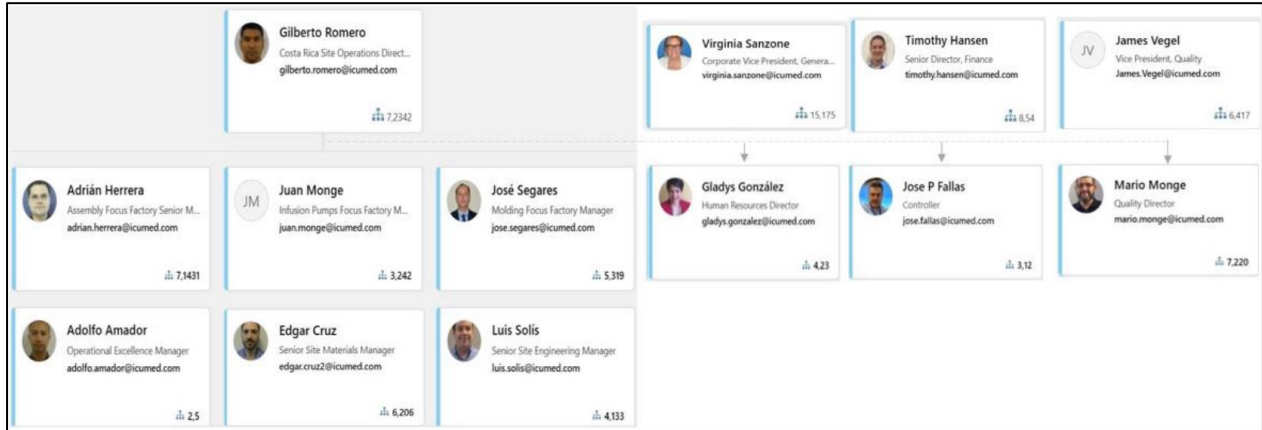 Gilberto Romero
Costa Rica Site Operations Direct...
gilberto.romero@icumed.com
7,2342
Virginia Sanzone
Corporate Vice President, Genera...
virginia.sanzone@icumed.com
15,175
Timothy Hansen
Senior Director, Finance
timothy.hansen@icumed.com
8,54
JV
James Vegel
Vice President, Quality
James.Vegel@icumed.com
6,417
Adrián Herrera
Assembly Focus Factory Senior M...
adrian.herrera@icumed.com
7,1431
JM
Juan Monge
Infusion Pumps Focus Factory M...
juan.monge@icumed.com
3,242
José Segares
Molding Focus Factory Manager
jose.segares@icumed.com
5,319
Gladys González
Human Resources Director
gladys.gonzalez@icumed.com
4,23
Jose P Fallas
Controller
jose.fallas@icumed.com
3,12
Mario Monge
Quality Director
mario.monge@icumed.com
7,220
Adolfo Amador
Operational Excellence Manager
adolfo.amador@icumed.com
2,5
Edgar Cruz
Senior Site Materials Manager
edgar.cruz2@icumed.com
6,206
Luis Solís
Senior Site Engineering Manager
luis.solis@icumed.com
4,133